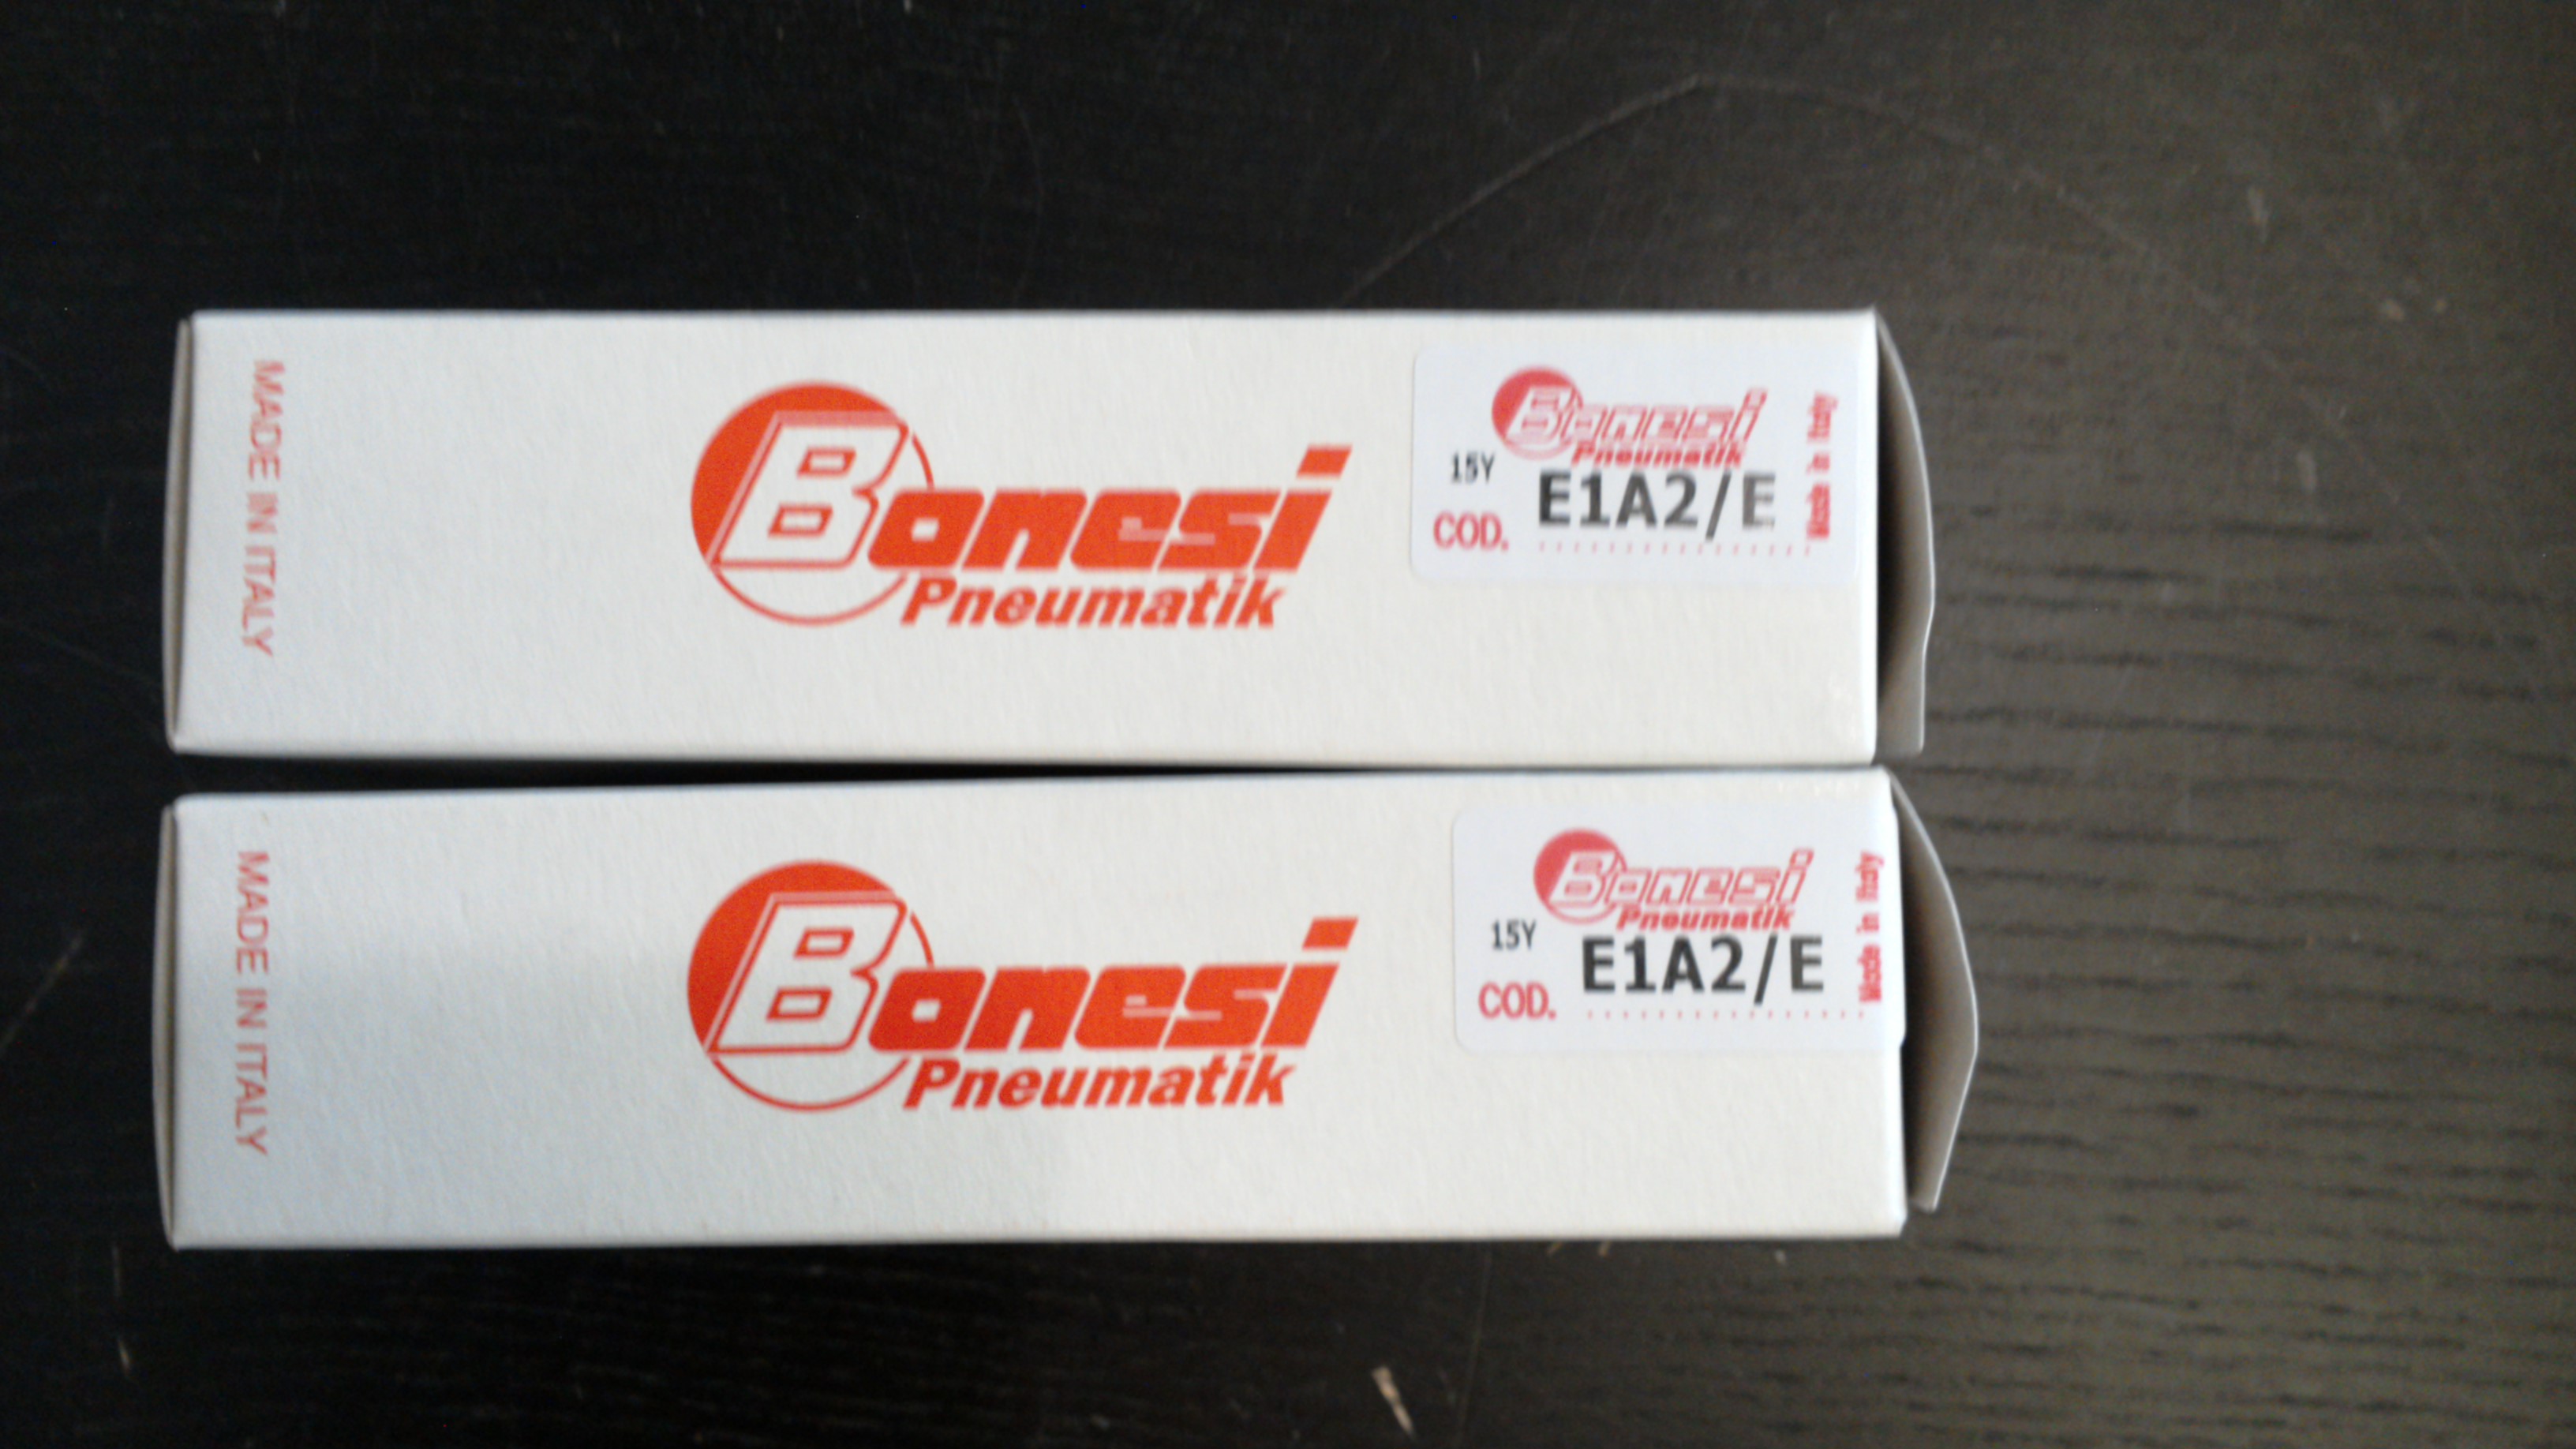 MADE IN ITALY
Bonesi
Pneumatik
Bonesi
Pneumatik
15Y
E1A2/E
COD.
Made in Italy
MADE IN ITALY
Bonesi
Pneumatik
Bonesi
Pneumatik
15Y
E1A2/E
COD.
Made in Italy